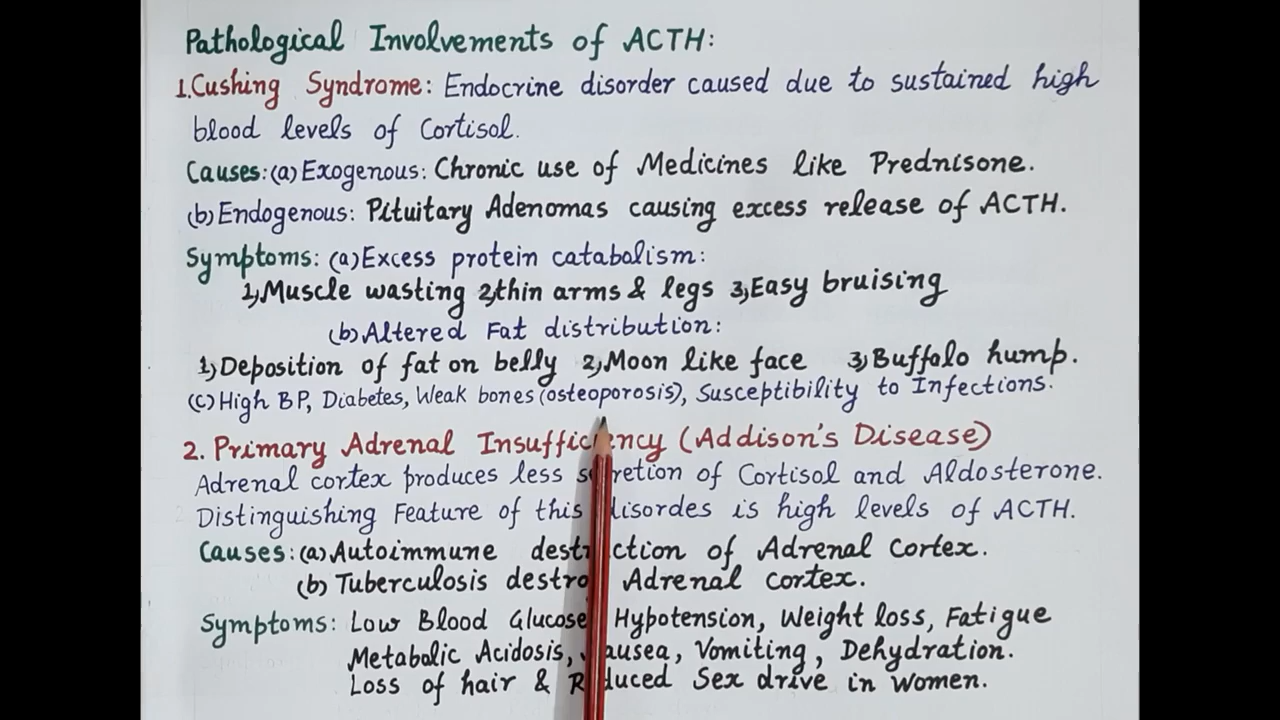 Pathological Involvements of ACTH:
1. Cushing Syndrome: Endocrine disorder caused due to sustained high
blood levels of Cortisol.
Causes: (a) Exogenous: Chronic use of Medicines like Prednisone.
(b) Endogenous: Pituitary Adenomas causing excess release of ACTH.
Symptoms: (a) Excess protein catabolism:
1, Muscle wasting 2, thin arms & legs 3, Easy bruising
(b) Altered Fat distribution:
1, Deposition of fat on belly 2, Moon like face 3, Buffalo hump.
(c) High BP, Diabetes, Weak bones (osteoporosis), Susceptibility to Infections.
2. Primary Adrenal Insufficiency (Addison's Disease)
Adrenal cortex produces less secretion of Cortisol and Aldosterone.
Distinguishing Feature of this disordes is high levels of ACTH.
Causes: (a) Autoimmune destruction of Adrenal Cortex.
(b) Tuberculosis destroy Adrenal cortex.
Symptoms: Low Blood Glucose, Hypotension, Weight loss, Fatigue
Metabolic Acidosis, Nausea, Vomiting, Dehydration.
Loss of hair & Reduced Sex drive in women.